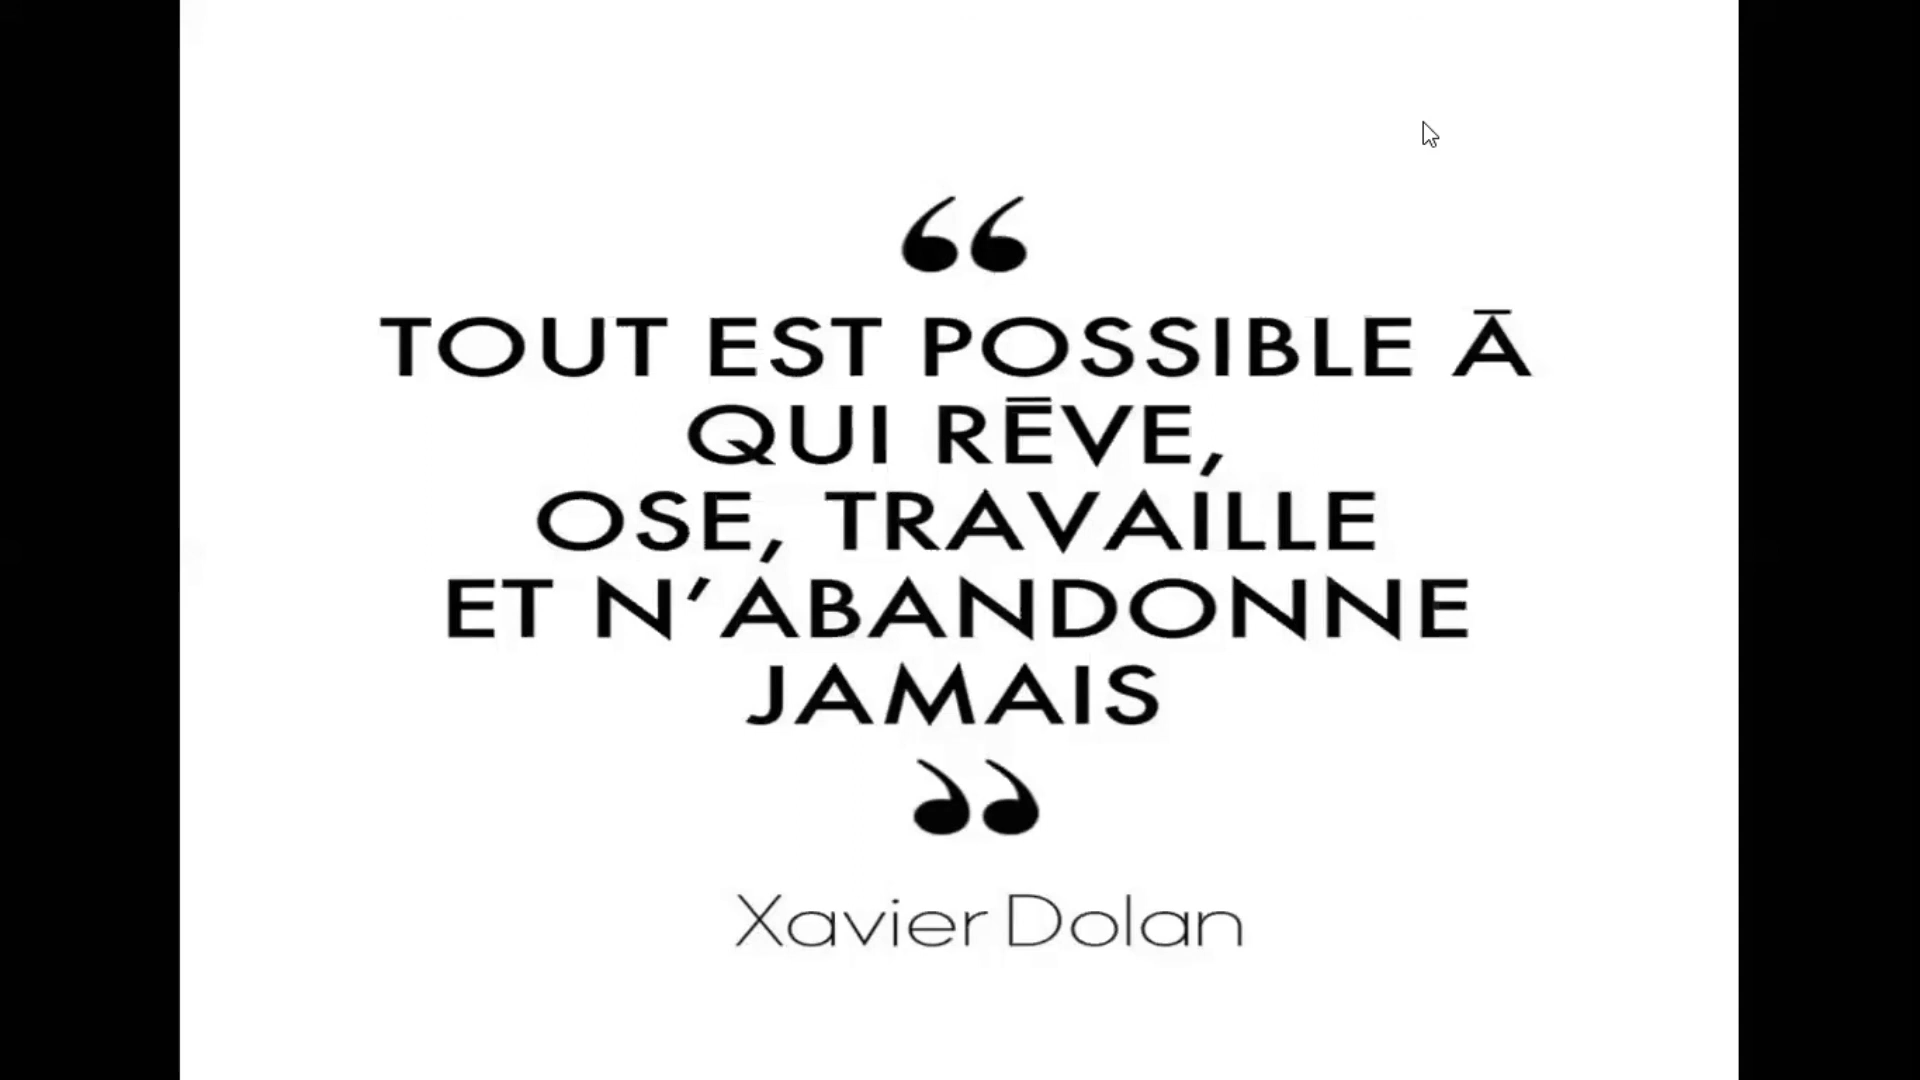 “
TOUT EST POSSIBLE Ā
QUI RĒVE,
OSE, TRAVAILLE
ET N’ABANDONNE
JAMAIS
”
Xavier Dolan